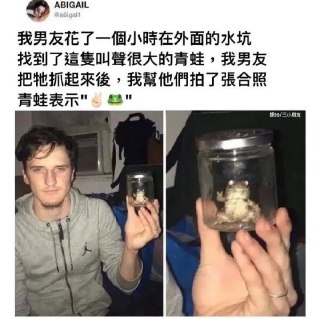 ABIGAIL
@abigail1
我男友花了一個小時在外面的水坑
找到了這隻叫聲很大的青蛙，我男友
把牠抓起來後，我幫他們拍了張合照
青蛙表示"✌🏻🐸"